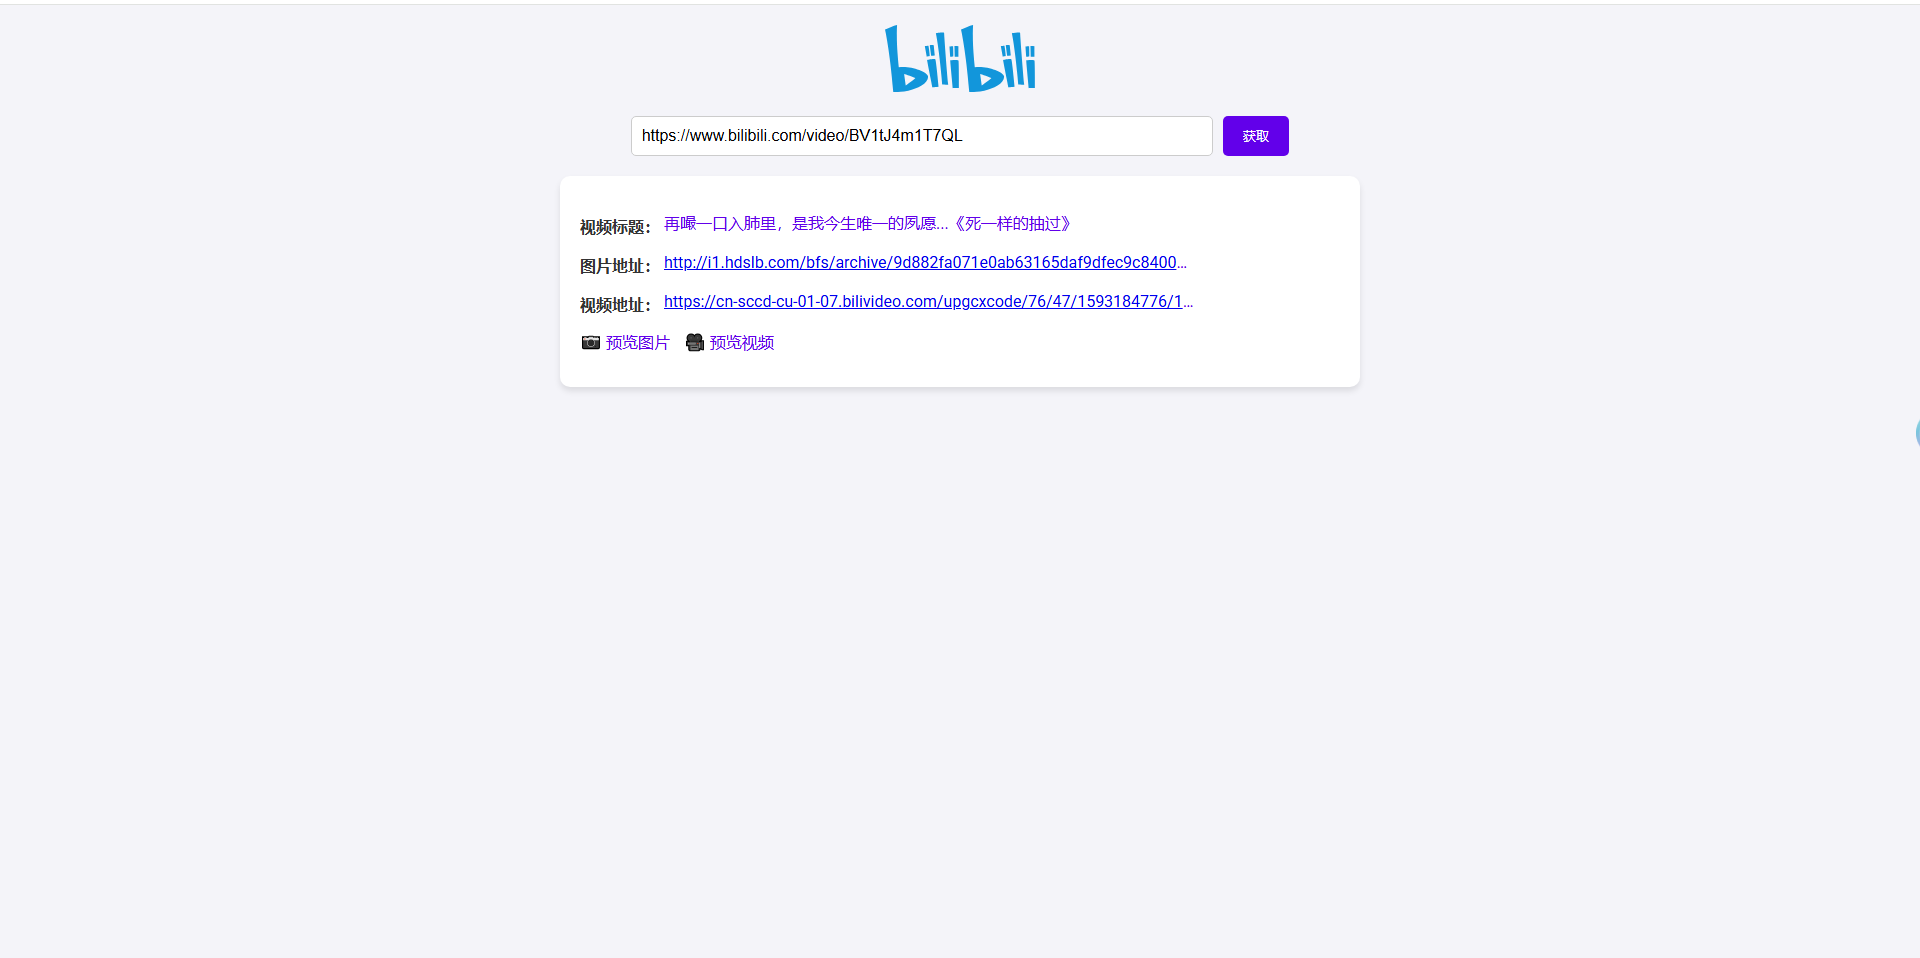 bilibili
https://www.bilibili.com/video/BV1tJ4m1T7QL
获取
视频标题： 再嘬一口入肺里，是我今生唯一的夙愿...《死一样的抽过》
图片地址： http://i1.hdslb.com/bfs/archive/9d882fa071e0ab63165daf9dfec9c8400...
视频地址： https://cn-sccd-cu-01-07.bilivideo.com/upgcxcode/76/47/1593184776/1...
预览图片 预览视频